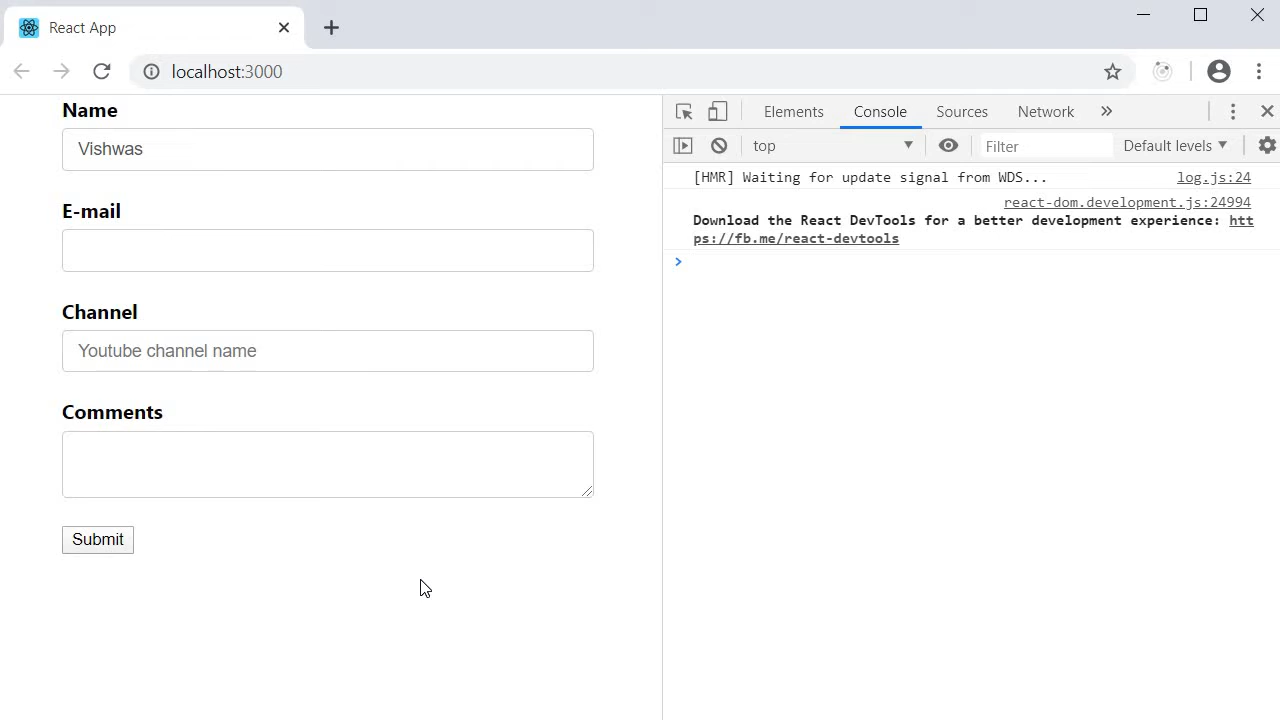 React App
localhost:3000
Name
Vishwas
E-mail
Channel
Youtube channel name
Comments
Submit
Elements Console Sources Network »
top Filter Default levels ▼
[HMR] Waiting for update signal from WDS... log.js:24
react-dom.development.js:24994
Download the React DevTools for a better development experience: htt
ps://fb.me/react-devtools
>